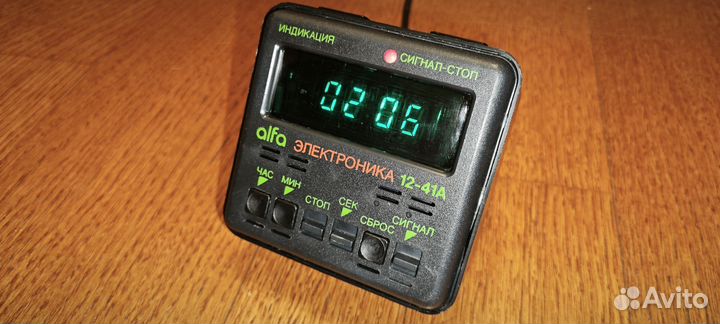 ИНДИКАЦИЯ
СИГНАЛ-СТОП
02 06
alfa ЭЛЕКТРОНИКА 12-41А
ЧАС МИН СТОП СЕК СБРОС СИГНАЛ
Avito